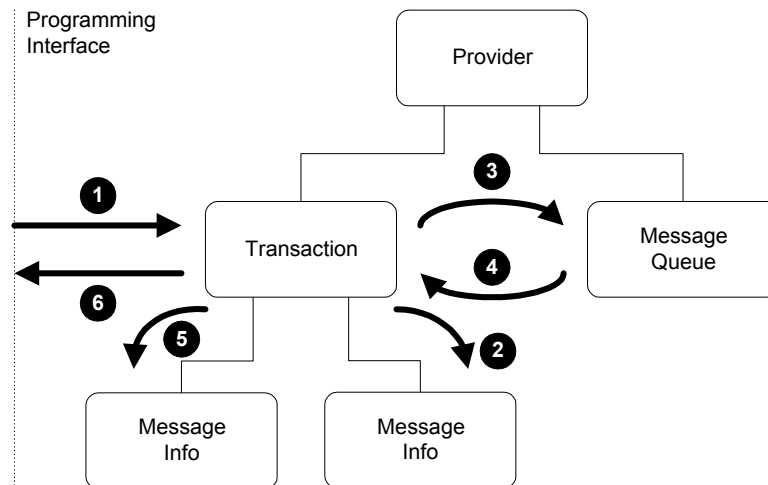 Programming
Interface
Provider
1
3
Transaction
Message
Queue
4
6
5
2
Message
Info
Message
Info